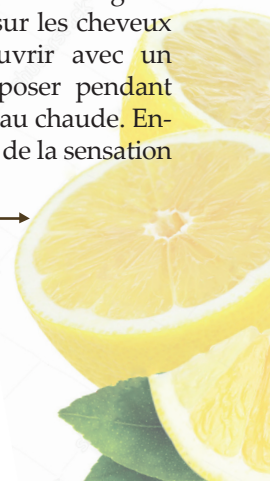 sur les cheveux
uvrir avec un
poser pendant
au chaude. En-
de la sensation